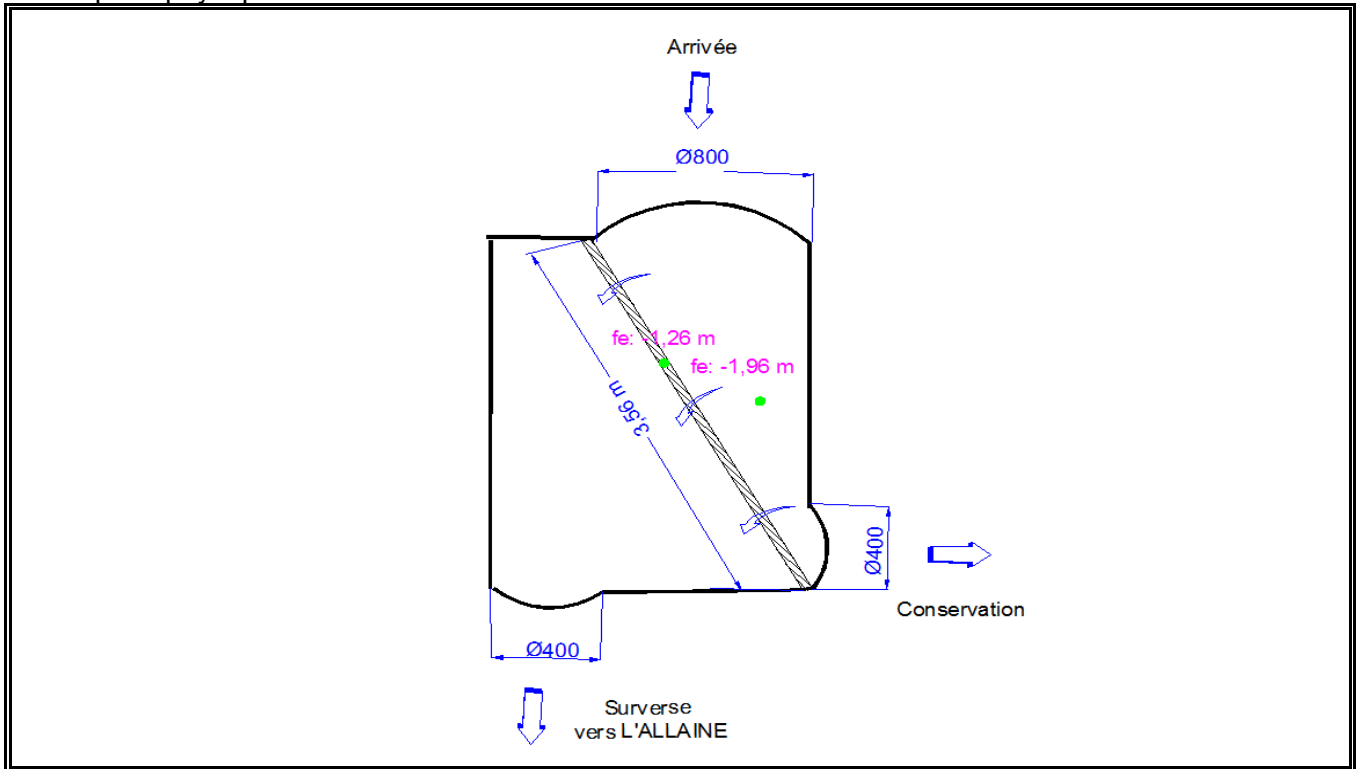 Arrivée
Ø800
fe: -1,26 m
fe: -1,96 m
3,56 m
Ø400
Conservation
Ø400
Surverse
vers L'ALLAINE